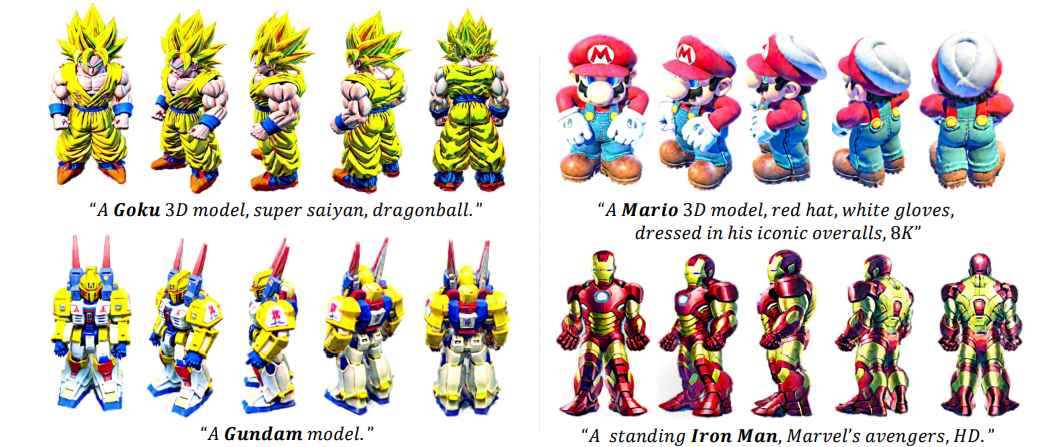 “A Goku 3D model, super saiyan, dragonball.”
M
“A Mario 3D model, red hat, white gloves,
dressed in his iconic overalls, 8K”
“A Gundam model.”
“A standing Iron Man, Marvel’s avengers, HD.”